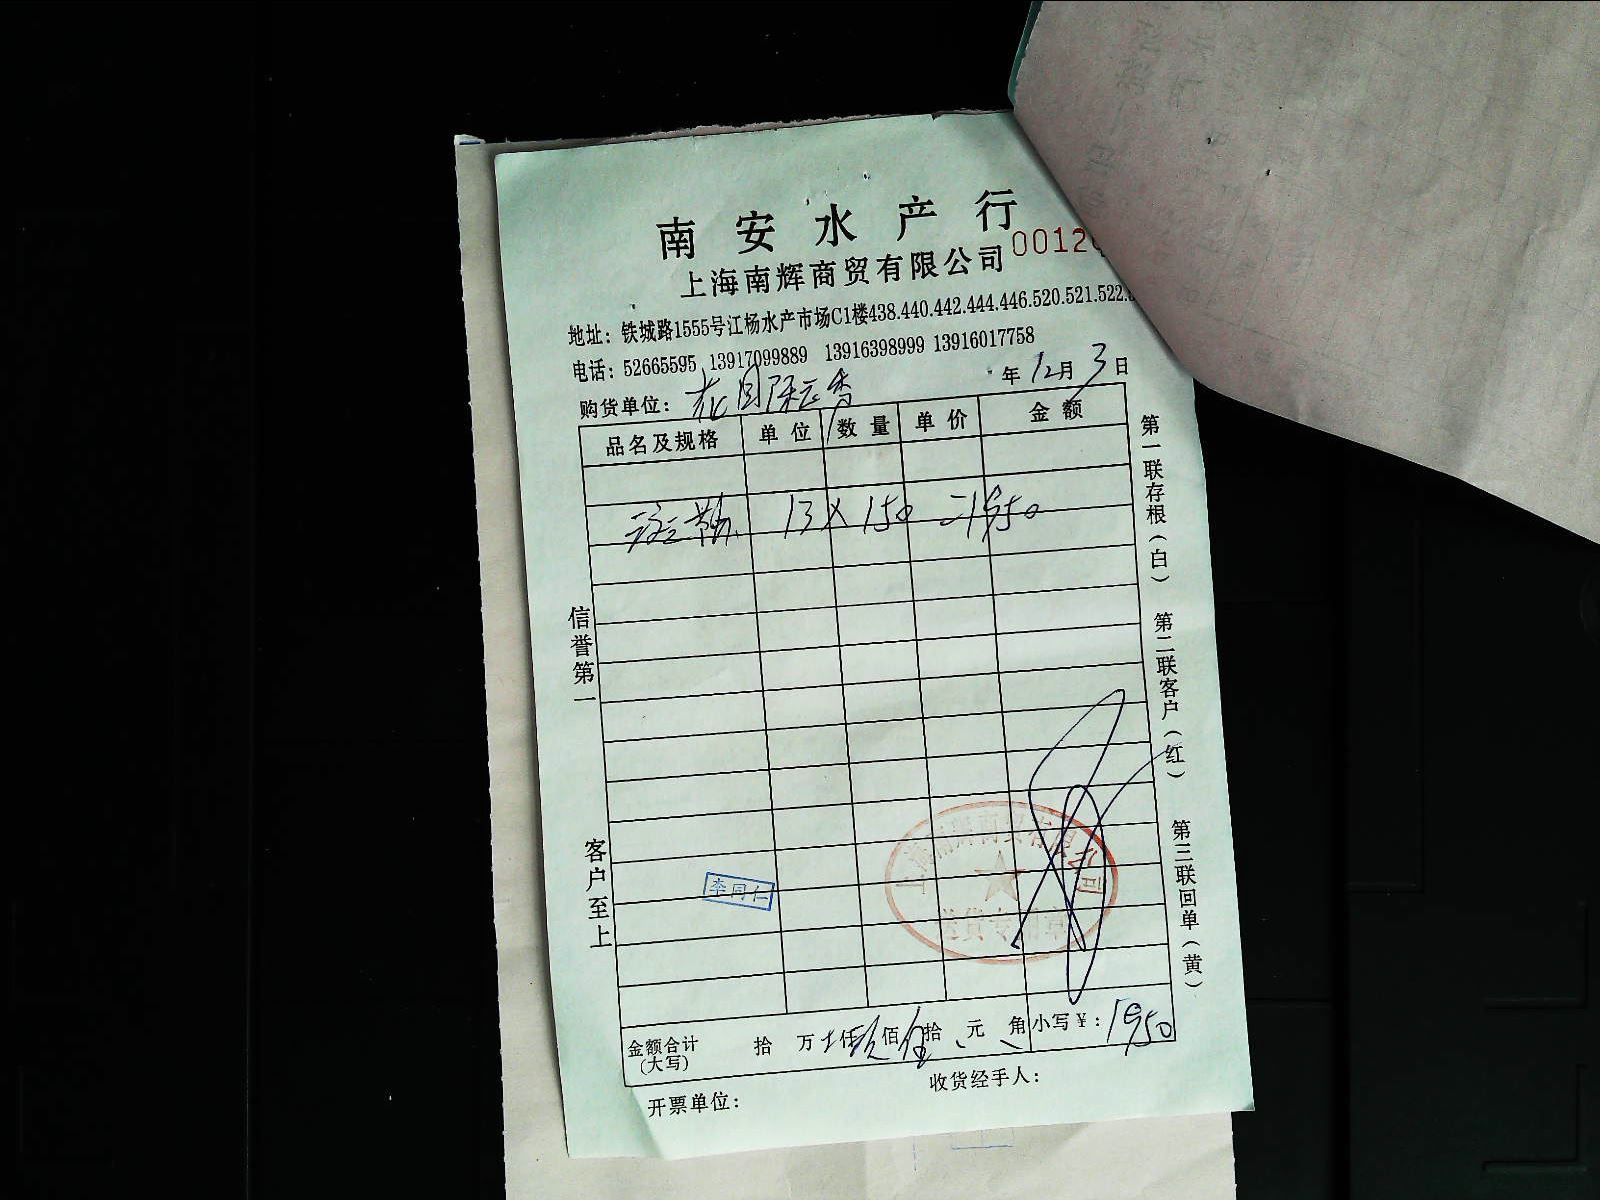 南安水产行
上海南辉商贸有限公司 0012
地址：铁城路1555号江杨水产市场C1楼438.440.442.444.446.520.521.522.
电话：52665595 13917099889 13916398999 13916017758
年 12月 3日
购货单位：
品名及规格 单位 数量 单价 金额
13 X 150 =1950
信誉第一
客户至上
第一联存根（白）
第二联客户（红）
第三联回单（黄）
李同仁
金额合计（大写） 拾 万 仟 佰 拾 元 角 小写￥：1950
收货经手人：
开票单位：